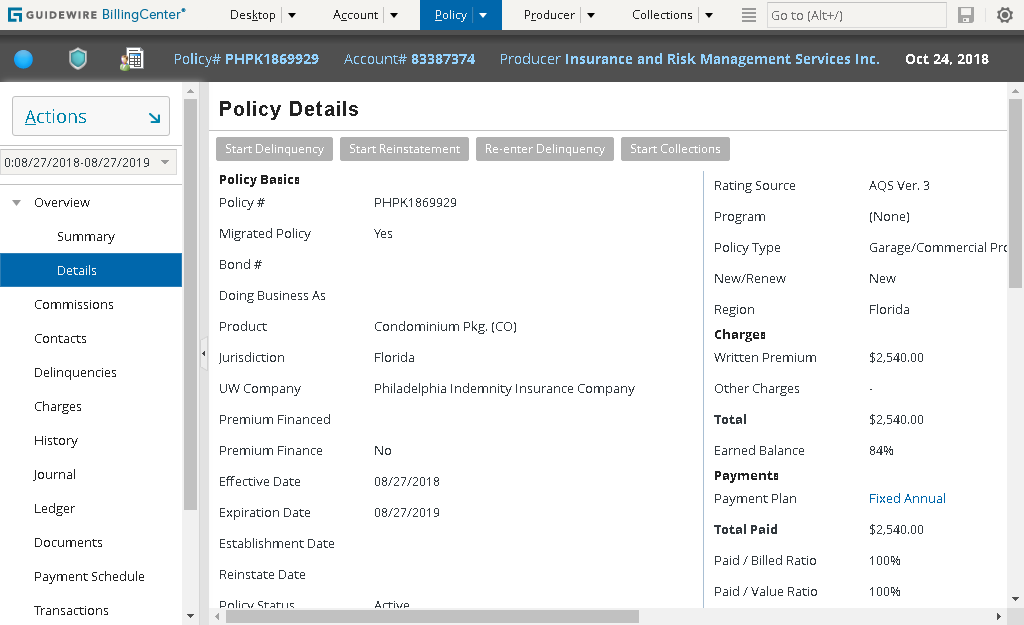 GUIDEWIRE BillingCenter®
Desktop
Account
Policy
Producer
Collections
Go to (Alt+/)
Policy# PHPK1869929
Account# 83387374
Producer Insurance and Risk Management Services Inc.
Oct 24, 2018
Actions
0:08/27/2018-08/27/2019
Overview
Summary
Details
Commissions
Contacts
Delinquencies
Charges
History
Journal
Ledger
Documents
Payment Schedule
Transactions
Policy Details
Start Delinquency
Start Reinstatement
Re-enter Delinquency
Start Collections
Policy Basics
Policy # PHPK1869929
Migrated Policy Yes
Bond #
Doing Business As
Product Condominium Pkg. (CO)
Jurisdiction Florida
UW Company Philadelphia Indemnity Insurance Company
Premium Financed
Premium Finance No
Effective Date 08/27/2018
Expiration Date 08/27/2019
Establishment Date
Reinstate Date
Policy Status Active
Rating Source AQS Ver. 3
Program (None)
Policy Type Garage/Commercial Pro
New/Renew New
Region Florida
Charges
Written Premium $2,540.00
Other Charges -
Total $2,540.00
Earned Balance 84%
Payments
Payment Plan Fixed Annual
Total Paid $2,540.00
Paid / Billed Ratio 100%
Paid / Value Ratio 100%